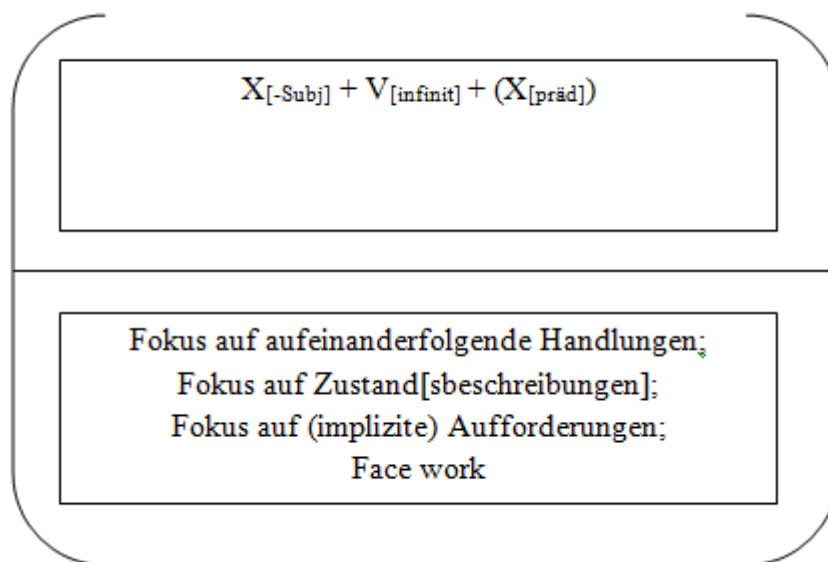 X[-Subj] + V[infinit] + (X[präd])
Fokus auf aufeinanderfolgende Handlungen;
Fokus auf Zustand[sbeschreibungen];
Fokus auf (implizite) Aufforderungen;
Face work